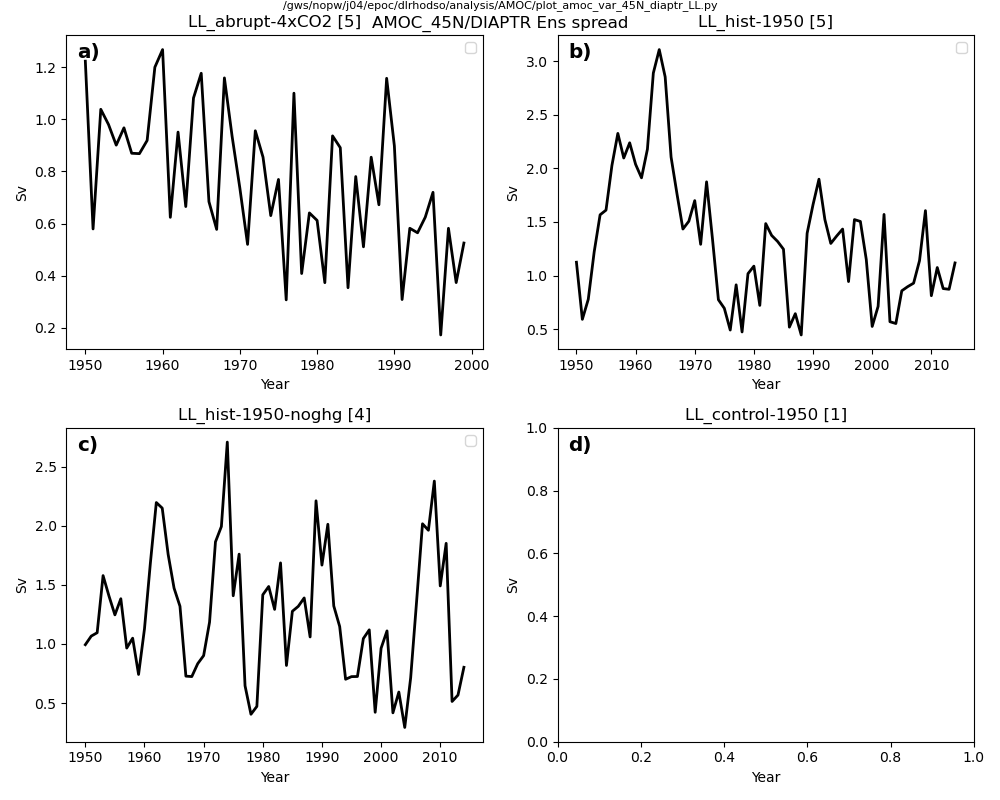 /gws/nopw/j04/epoc/dlrhodso/analysis/AMOC/plot_amoc_var_45N_diaptr_LL.py
LL_abrupt-4xCO2 [5] AMOC_45N/DIAPTR Ens spread LL_hist-1950 [5]
a)
1.2
1.0
0.8
0.6
0.4
0.2
Sv
1950 1960 1970 1980 1990 2000
Year
b)
3.0
2.5
2.0
1.5
1.0
0.5
Sv
1950 1960 1970 1980 1990 2000 2010
Year
LL_hist-1950-noghg [4]
c)
2.5
2.0
1.5
1.0
0.5
Sv
1950 1960 1970 1980 1990 2000 2010
Year
LL_control-1950 [1]
d)
1.0
0.8
0.6
0.4
0.2
0.0
Sv
0.0 0.2 0.4 0.6 0.8 1.0
Year